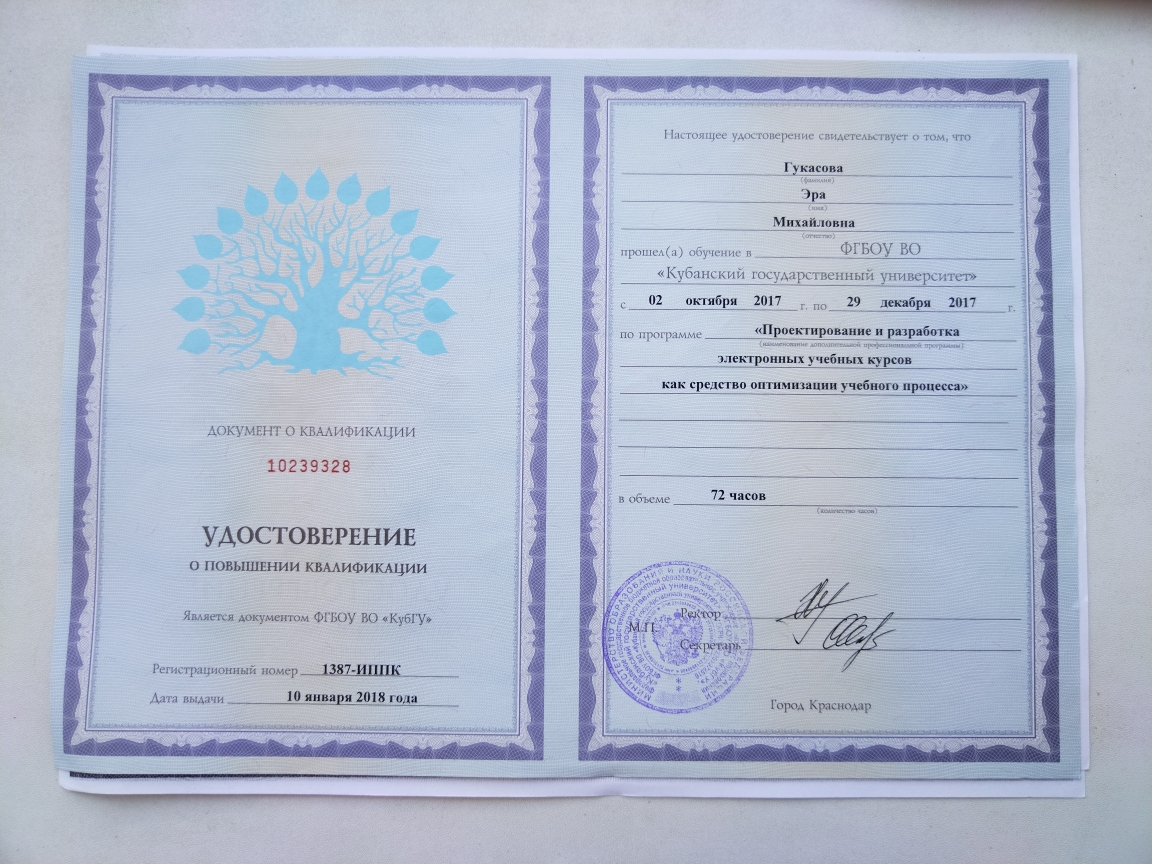 ДОКУМЕНТ О КВАЛИФИКАЦИИ
10239328
УДОСТОВЕРЕНИЕ
О ПОВЫШЕНИИ КВАЛИФИКАЦИИ
Является документом ФГБОУ ВО «КубГУ»
Регистрационный номер 1387-ИППК
Дата выдачи 10 января 2018 года
Настоящее удостоверение свидетельствует о том, что
Гукасова
(фамилия)
Эра
(имя)
Михайловна
(отчество)
прошел(а) обучение в ФГБОУ ВО
«Кубанский государственный университет»
с 02 октября 2017 г. по 29 декабря 2017 г.
по программе «Проектирование и разработка
(наименование дополнительной профессиональной программы)
электронных учебных курсов
как средство оптимизации учебного процесса»
в объеме 72 часов
(количество часов)
Ректор
М.П.
Секретарь
Город Краснодар